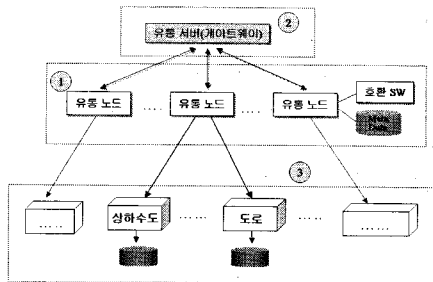 유통 서버(게이트웨이)
2
1
유통 노드
.....
유통 노드
.....
유통 노드
호환 SW
3
.....
상하수도
......
도로
.....
......